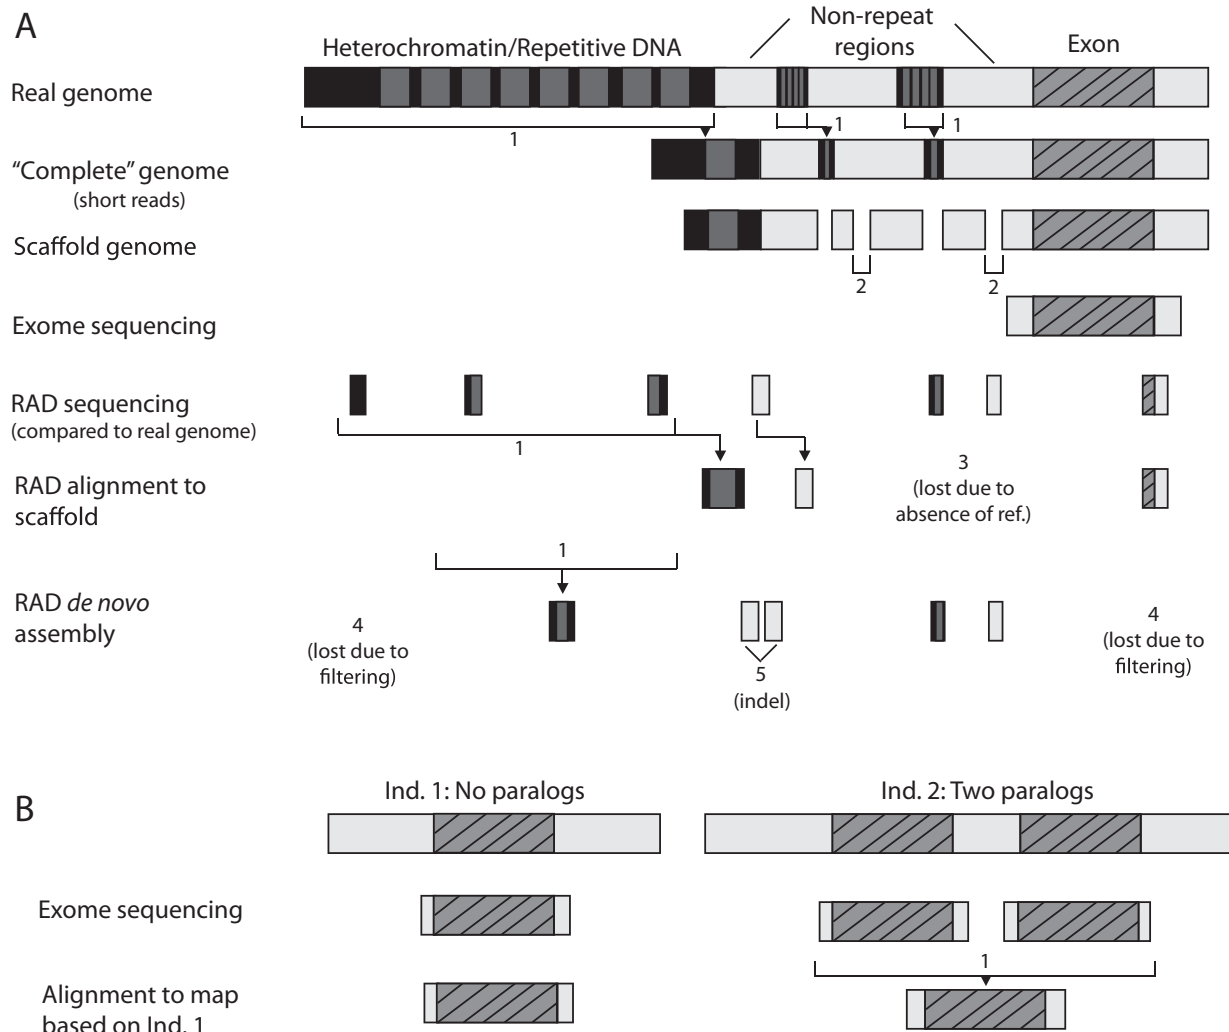 A
Non-repeat
regions
Heterochromatin/Repetitive DNA
Exon
Real genome
1
1
1
“Complete” genome
(short reads)
Scaffold genome
2
2
Exome sequencing
RAD sequencing
(compared to real genome)
1
RAD alignment to
scaffold
3
(lost due to
absence of ref.)
1
RAD de novo
assembly
4
(lost due to
filtering)
5
(indel)
4
(lost due to
filtering)
B
Ind. 1: No paralogs
Ind. 2: Two paralogs
Exome sequencing
1
Alignment to map
based on Ind. 1